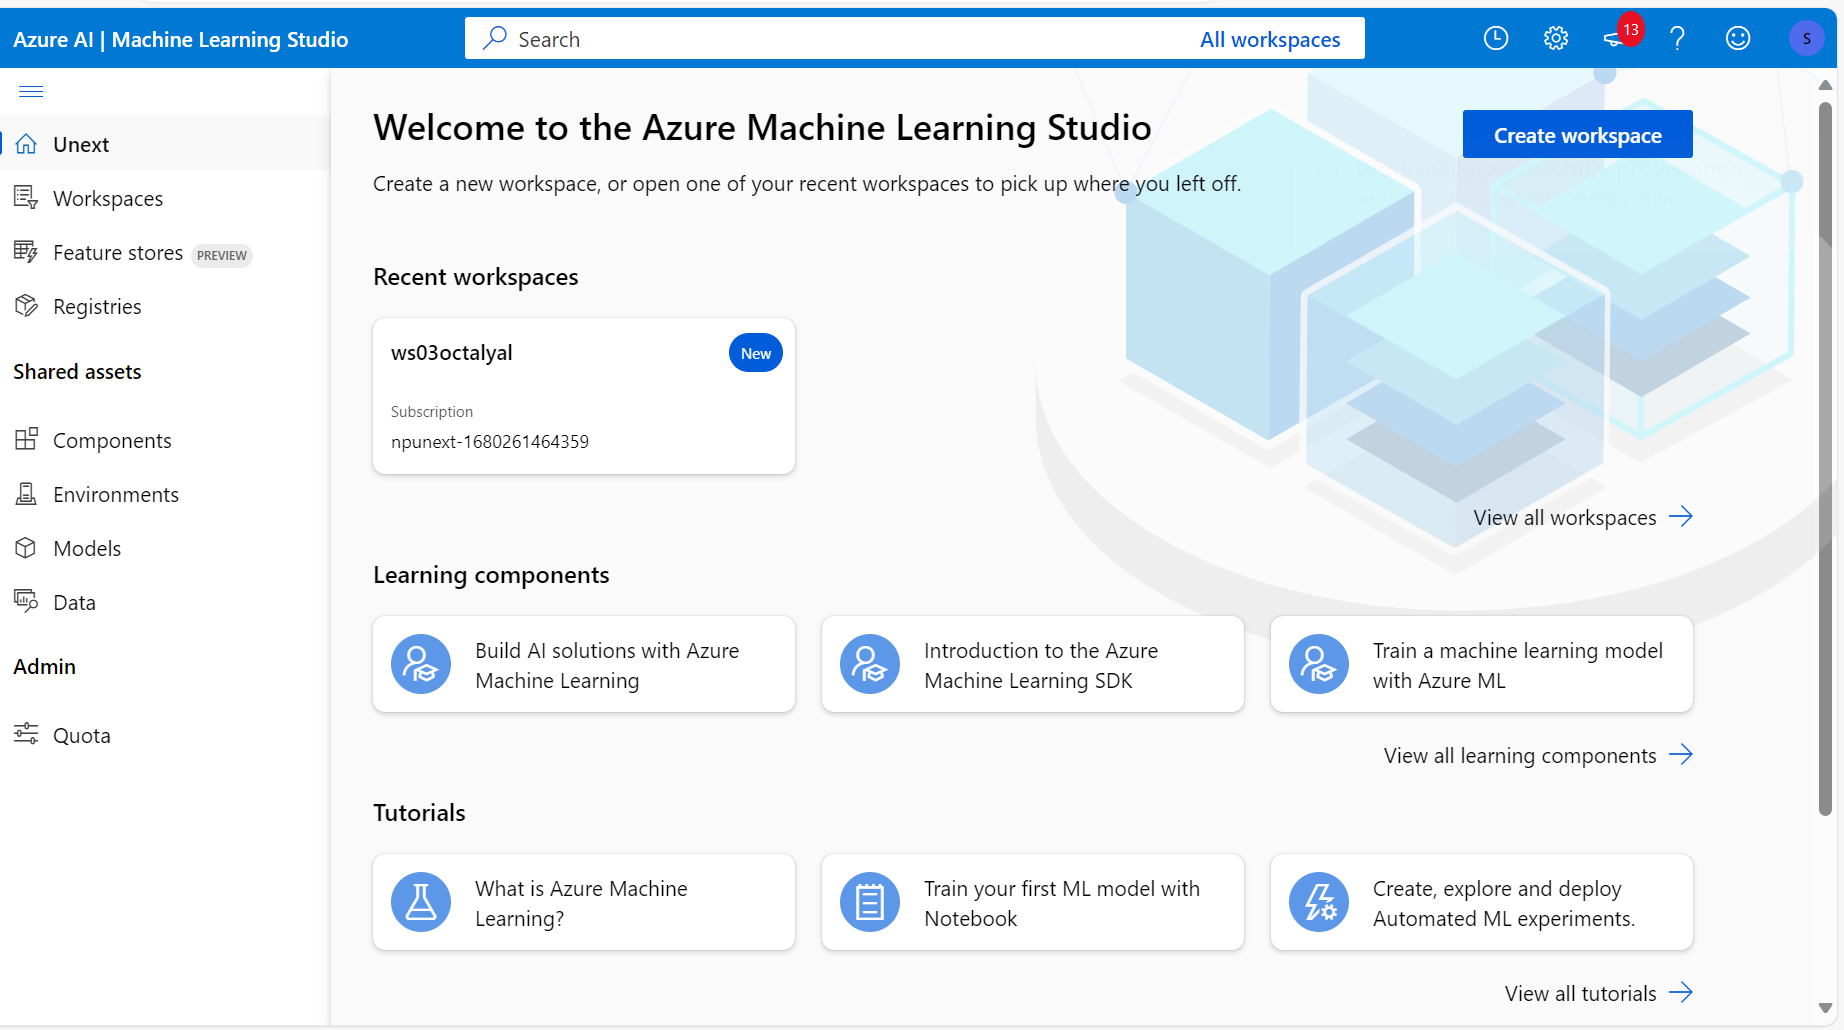 Azure AI | Machine Learning Studio
Search
All workspaces
13
S
Unext
Workspaces
Feature stores PREVIEW
Registries
Shared assets
Components
Environments
Models
Data
Admin
Quota
Welcome to the Azure Machine Learning Studio
Create workspace
Create a new workspace, or open one of your recent workspaces to pick up where you left off.
Workspace successfully provisioned
Recent workspaces
ws03octalyal
New
Subscription
npunext-1680261464359
View all workspaces
Learning components
Build AI solutions with Azure
Machine Learning
Introduction to the Azure
Machine Learning SDK
Train a machine learning model
with Azure ML
View all learning components
Tutorials
What is Azure Machine
Learning?
Train your first ML model with
Notebook
Create, explore and deploy
Automated ML experiments.
View all tutorials